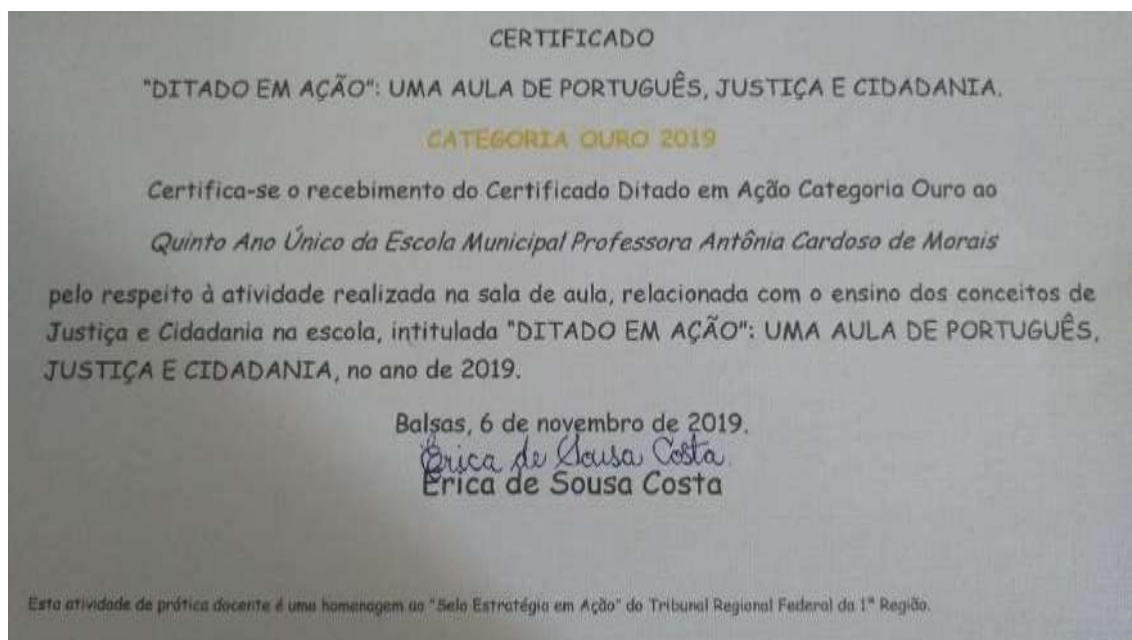 CERTIFICADO
"DITADO EM AÇÃO": UMA AULA DE PORTUGUÊS, JUSTIÇA E CIDADANIA.
CATEGORIA OURO 2019
Certifica-se o recebimento do Certificado Ditado em Ação Categoria Ouro ao
Quinto Ano Único da Escola Municipal Professora Antônia Cardoso de Morais
pelo respeito à atividade realizada na sala de aula, relacionada com o ensino dos conceitos de
Justiça e Cidadania na escola, intitulada "DITADO EM AÇÃO": UMA AULA DE PORTUGUÊS,
JUSTIÇA E CIDADANIA, no ano de 2019.
Balsas, 6 de novembro de 2019.
Érica de Sousa Costa
Érica de Sousa Costa
Esta atividade de prática docente é uma homenagem ao "Selo Estratégia em Ação" do Tribunal Regional Federal da 1ª Região.